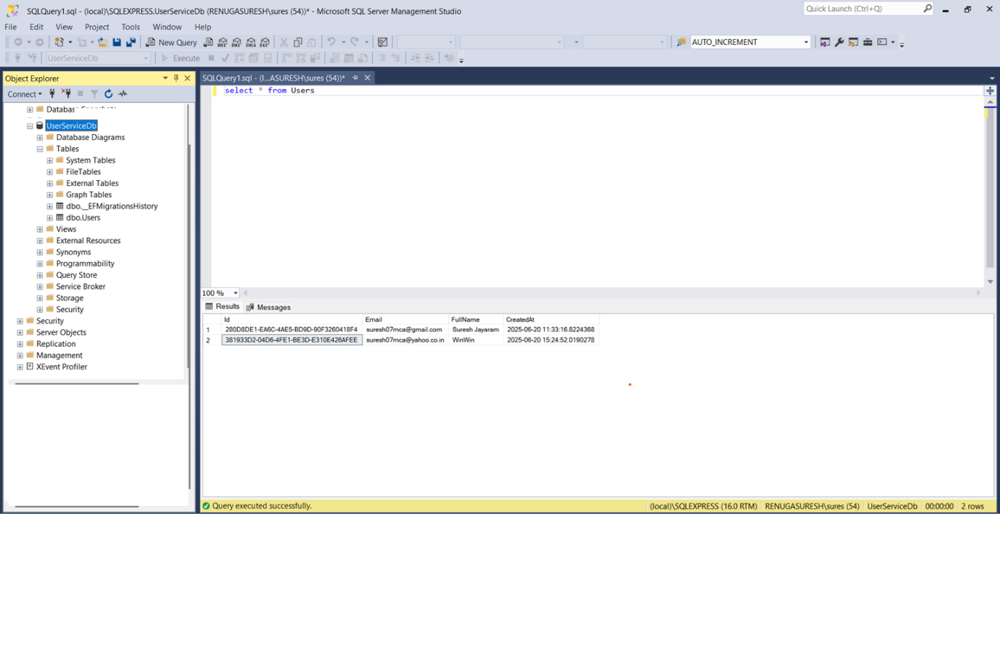 SQLQuery1.sql - (local)\SQLEXPRESS.UserServiceDb (RENUGASURESH\sures (54))* - Microsoft SQL Server Management Studio
Quick Launch (Ctrl+Q)
File Edit View Project Tools Window Help
New Query
MDX DMX XMLA DAX
AUTO_INCREMENT
UserServiceDb
Execute
Object Explorer
SQLQuery1.sql - (l...ASURESH\sures (54))*
Connect
select * from Users
UserServiceDb
Database Diagrams
Tables
System Tables
FileTables
External Tables
Graph Tables
dbo.__EFMigrationsHistory
dbo.Users
Views
External Resources
Synonyms
Programmability
Query Store
Service Broker
Storage
Security
Security
Server Objects
Replication
Management
XEvent Profiler
100 %
Results Messages
Id Email FullName CreatedAt
1 280D8DE1-EA6C-4AE5-BD9D-90F3260418F4 suresh07mca@gmail.com Suresh Jayaram 2025-06-20 11:33:16.8224368
2 381933D2-04D6-4FE1-BE3D-E310E426AFEE suresh07mca@yahoo.co.in WinWin 2025-06-20 15:24:52.0190278
Query executed successfully.
(local)\SQLEXPRESS (16.0 RTM) RENUGASURESH\sures (54) UserServiceDb 00:00:00 2 rows